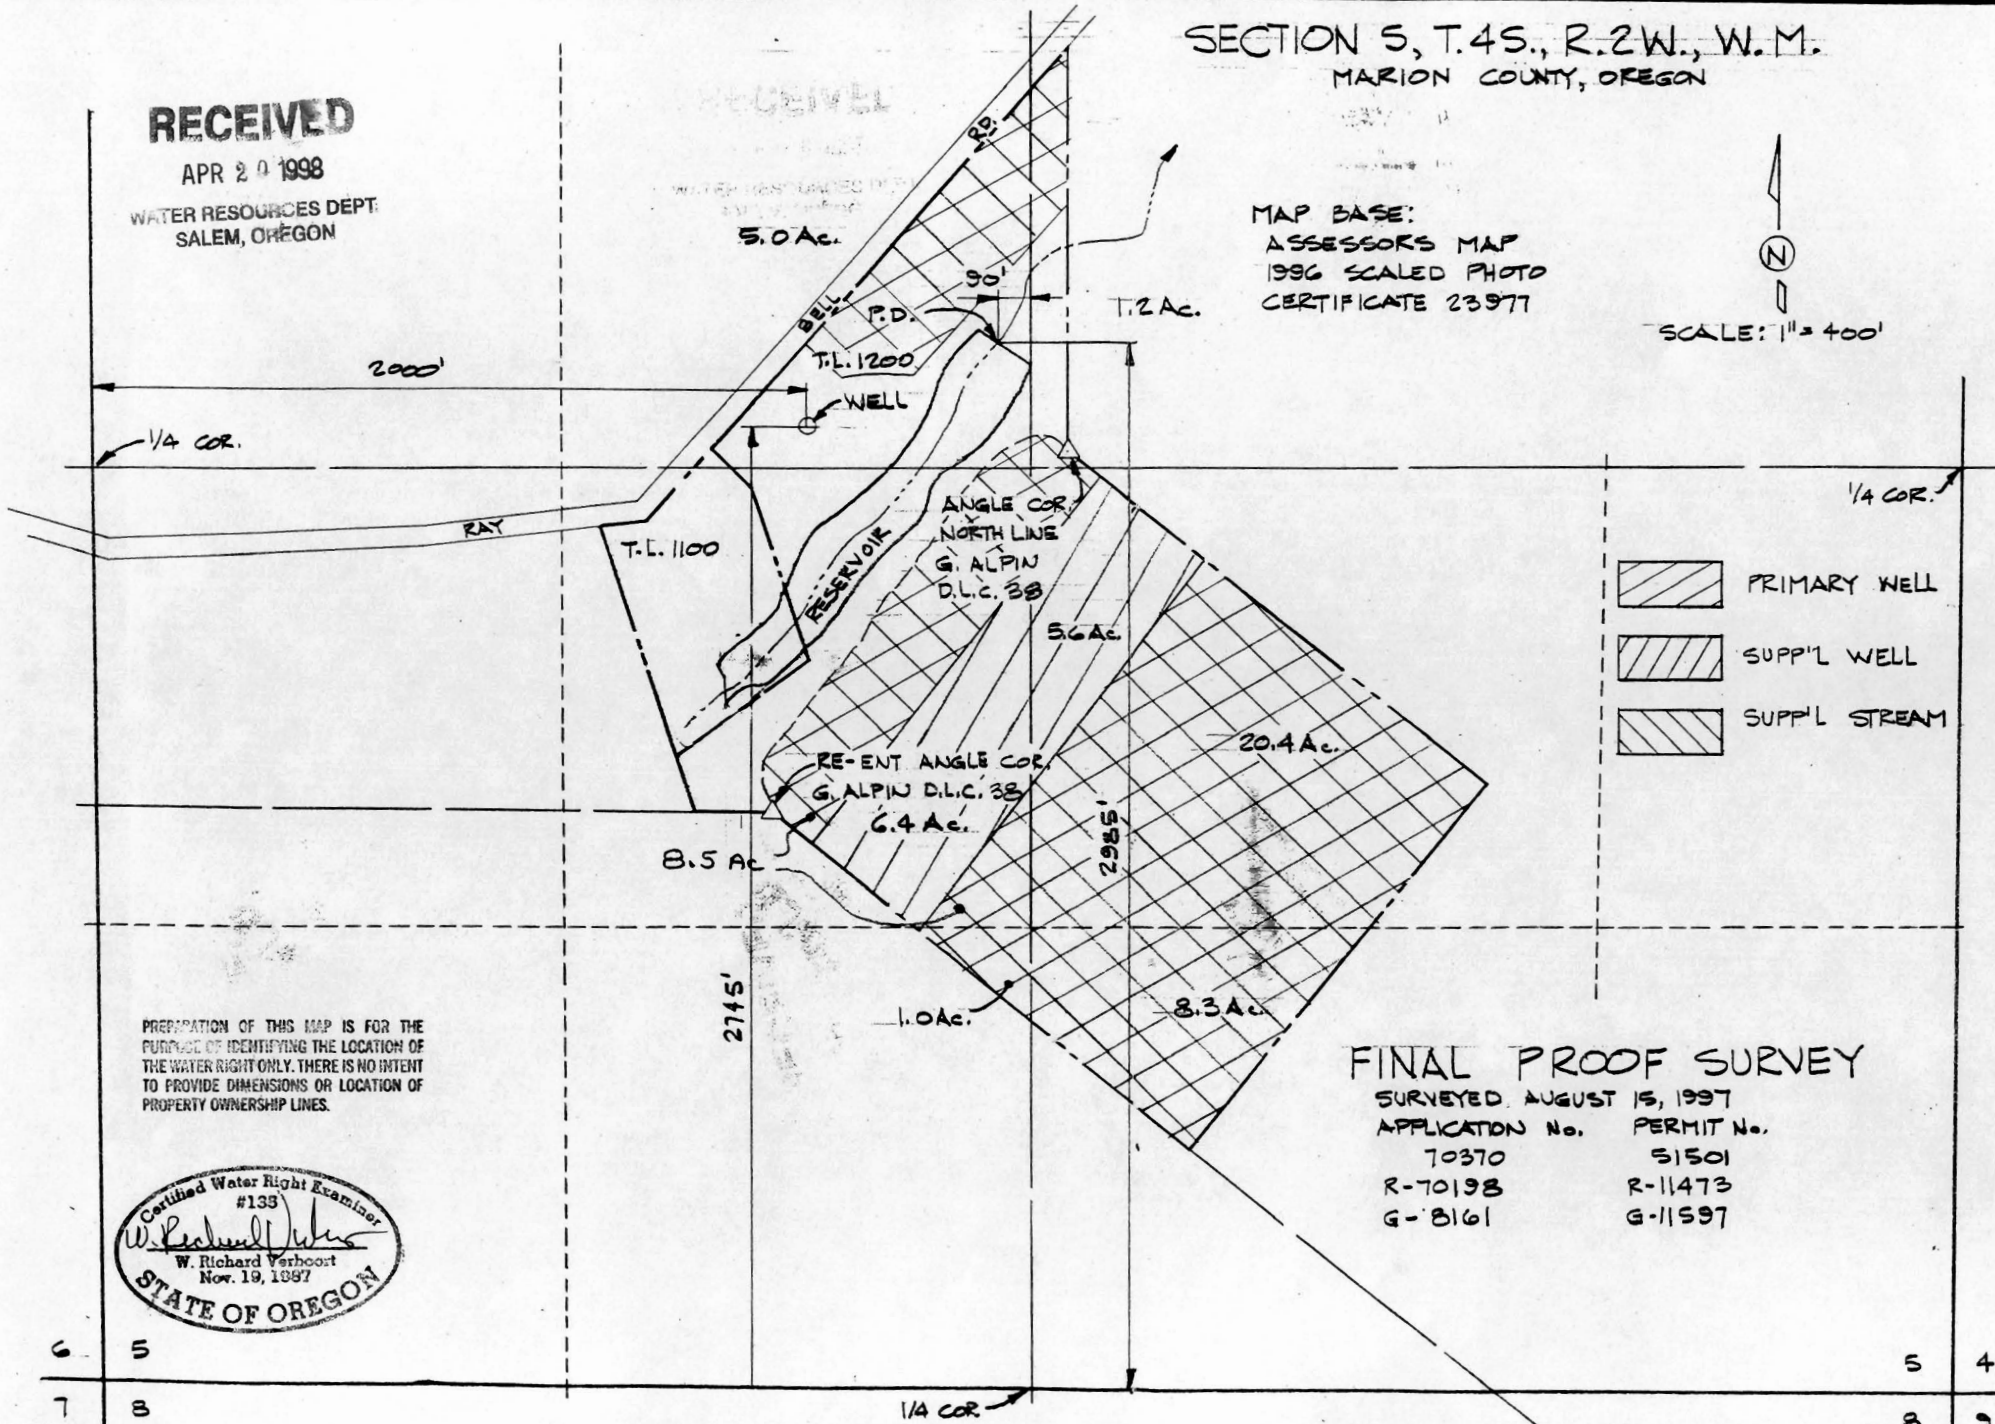 SECTION 5, T.4S., R.2W., W.M.
MARION COUNTY, OREGON
RECEIVED
APR 20 1998
WATER RESOURCES DEPT.
SALEM, OREGON
RECEIVED
MAP BASE:
ASSESSORS MAP
1996 SCALED PHOTO
CERTIFICATE 23977
N
SCALE: 1" = 400'
5.0 Ac.
BELL RD.
90'
P.D.
1.2 Ac.
T.L. 1200
2000'
WELL
1/4 COR.
1/4 COR.
RAY
T.L. 1100
RESERVOIR
ANGLE COR.
NORTH LINE
G. ALPIN
D.L.C. 38
5.6 Ac.
PRIMARY WELL
SUPP'L WELL
SUPP'L STREAM
20.4 Ac.
RE-ENT ANGLE COR.
G. ALPIN D.L.C. 38
6.4 Ac.
8.5 Ac
2985'
2745'
1.0 Ac.
8.3 Ac.
PREPARATION OF THIS MAP IS FOR THE
PURPOSE OF IDENTIFYING THE LOCATION OF
THE WATER RIGHT ONLY. THERE IS NO INTENT
TO PROVIDE DIMENSIONS OR LOCATION OF
PROPERTY OWNERSHIP LINES.
FINAL PROOF SURVEY
SURVEYED AUGUST 15, 1997
APPLICATION No. PERMIT No.
70370 51501
R-70198 R-11473
G-8161 G-11597
Certified Water Right Examiner
#133
W. Richard Verboort
Nov. 19, 1987
STATE OF OREGON
6 5
7 8
1/4 COR
5 4
8 9